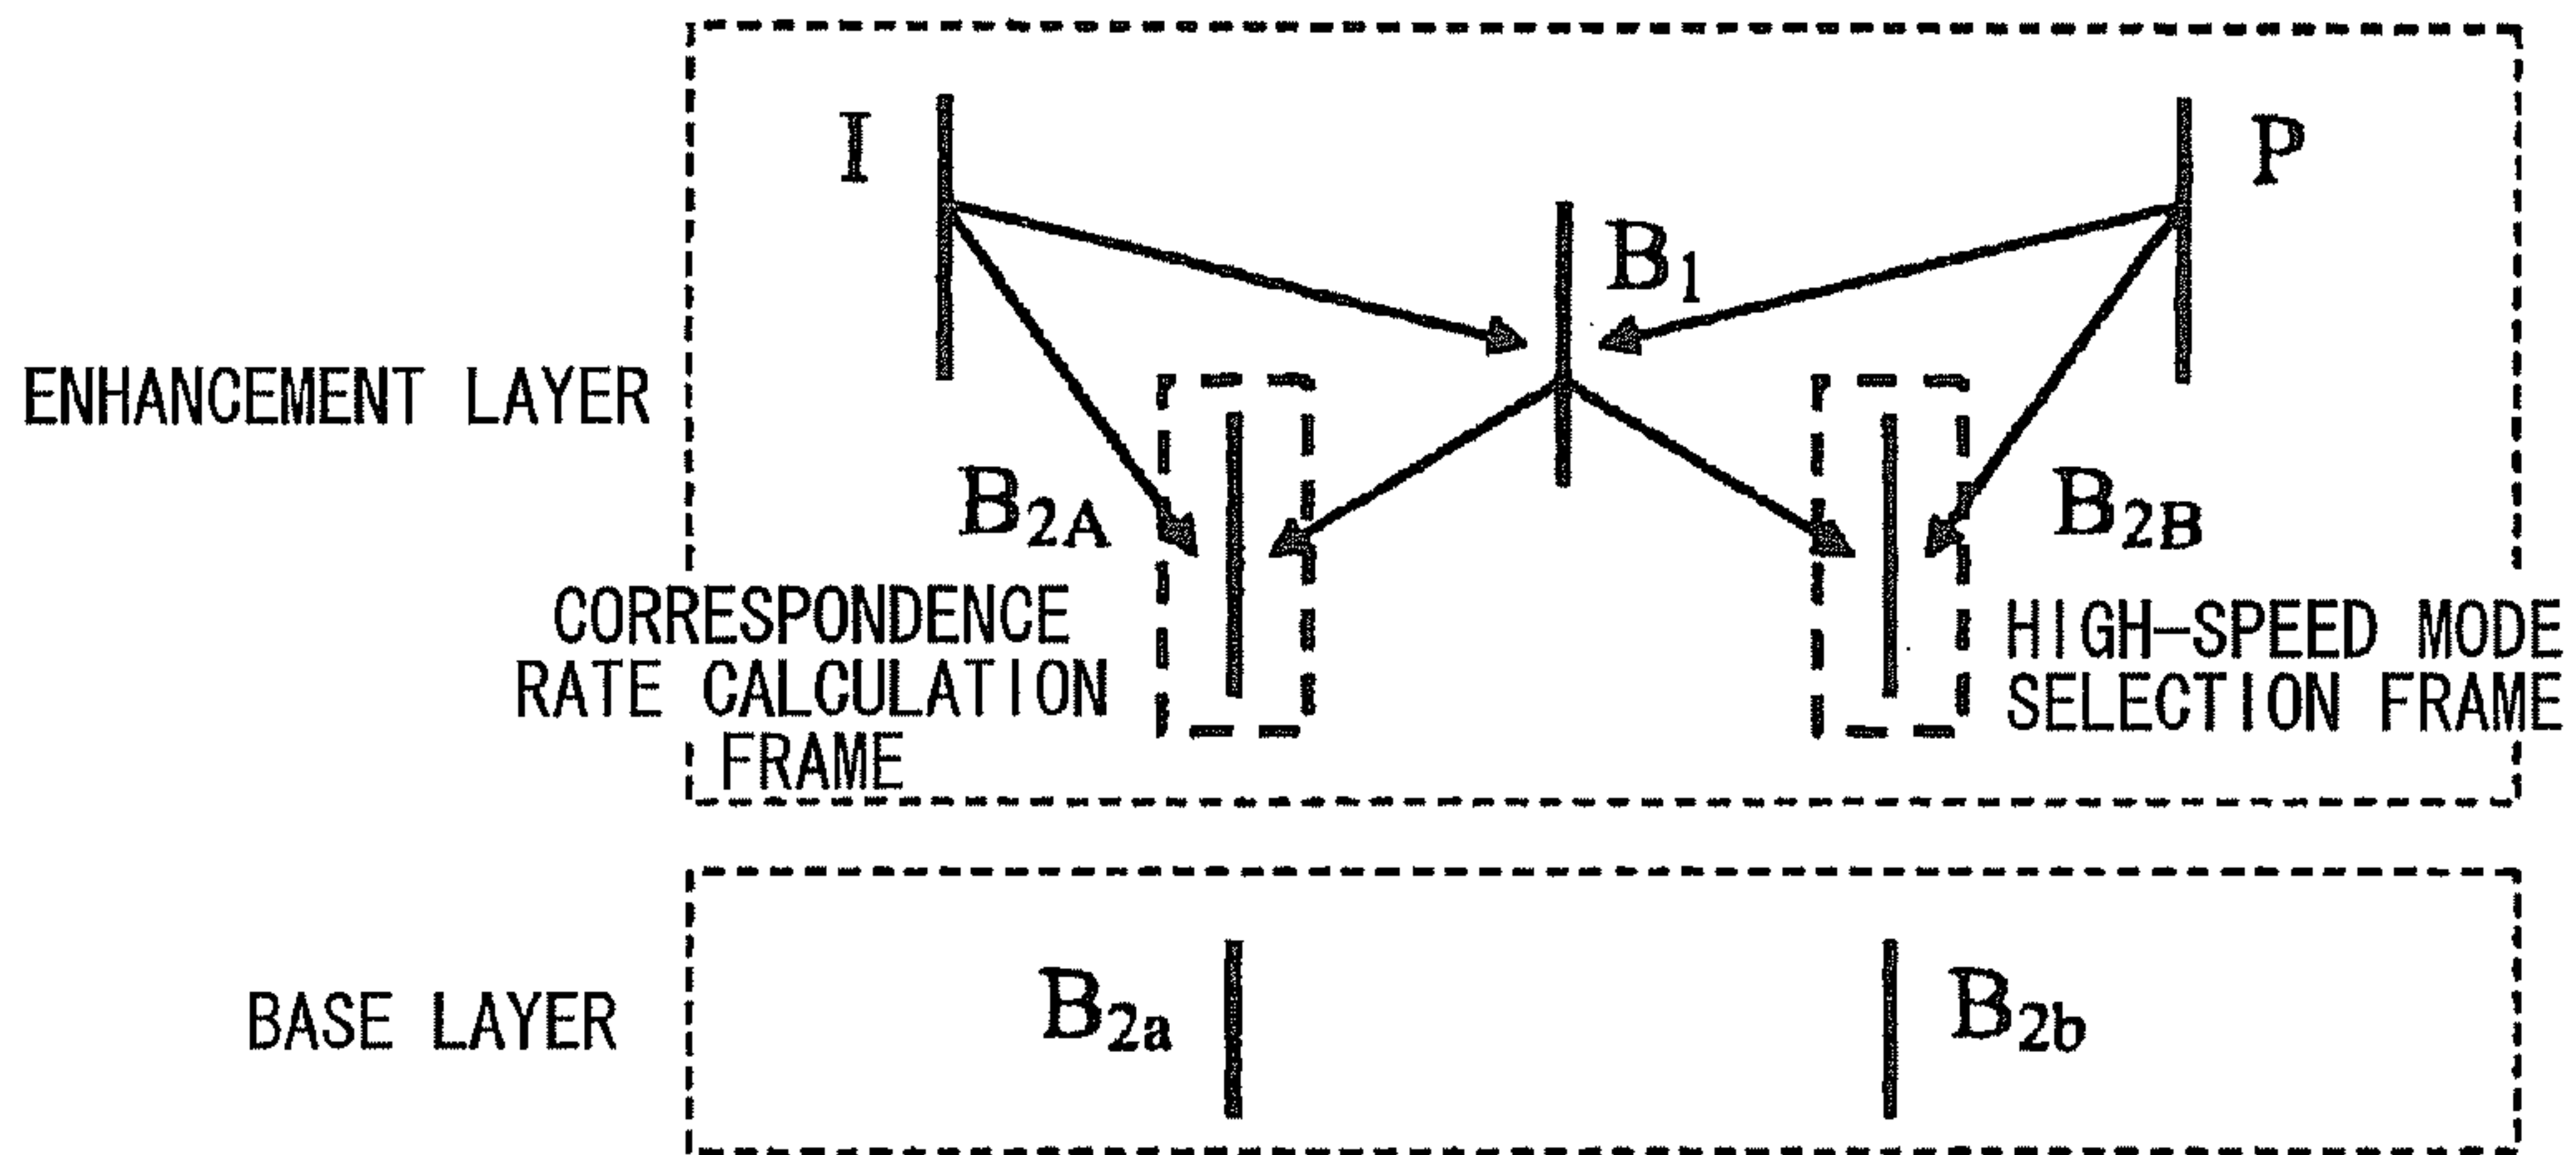 I
P
B1
ENHANCEMENT LAYER
B2A
B2B
CORRESPONDENCE
RATE CALCULATION
FRAME
HIGH-SPEED MODE
SELECTION FRAME
BASE LAYER
B2a
B2b